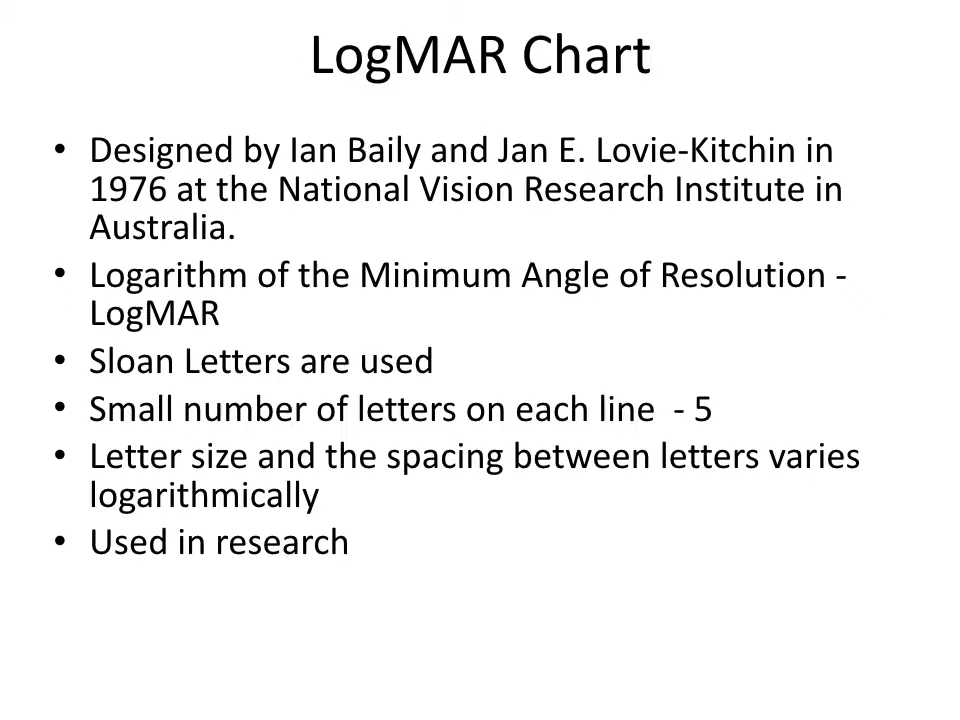 LogMAR Chart
• Designed by Ian Baily and Jan E. Lovie-Kitchin in
1976 at the National Vision Research Institute in
Australia.
• Logarithm of the Minimum Angle of Resolution -
LogMAR
• Sloan Letters are used
• Small number of letters on each line  - 5
• Letter size and the spacing between letters varies
logarithmically
• Used in research